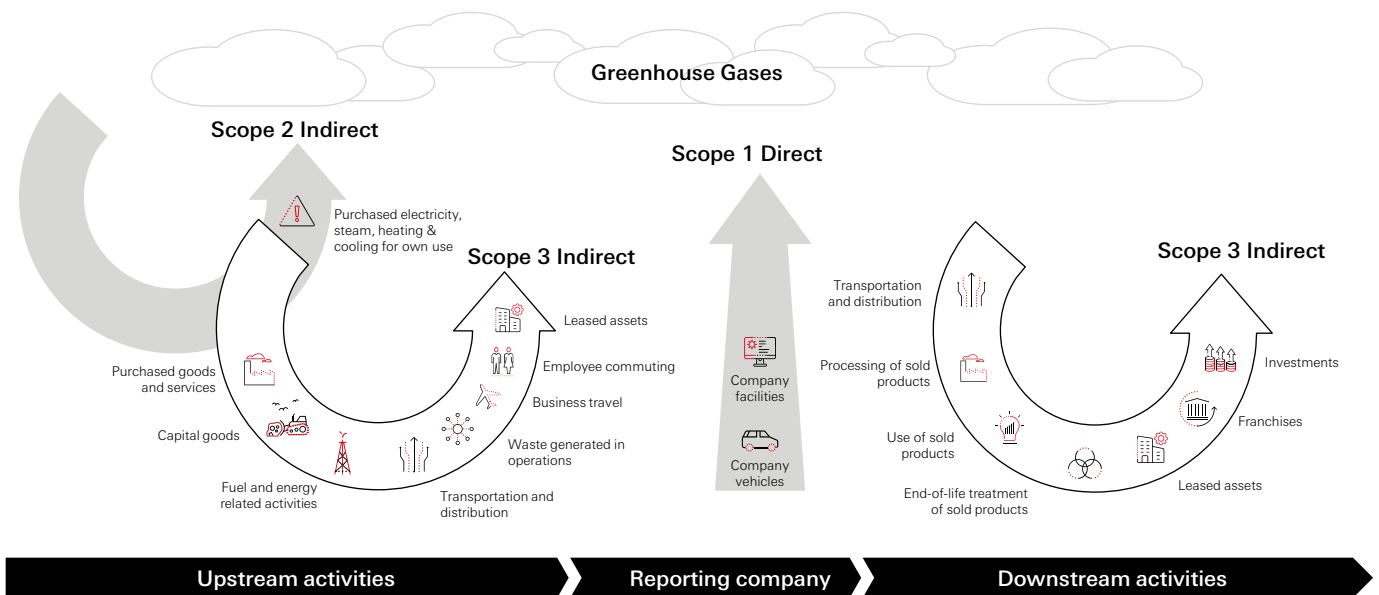 Greenhouse Gases
Scope 2 Indirect
Purchased electricity,
steam, heating &
cooling for own use
Scope 3 Indirect
Leased assets
Employee commuting
Business travel
Waste generated in
operations
Transportation and
distribution
Fuel and energy
related activities
Capital goods
Purchased goods
and services
Scope 1 Direct
Company
facilities
Company
vehicles
Scope 3 Indirect
Transportation
and distribution
Processing of sold
products
Use of sold
products
End-of-life treatment
of sold products
Leased assets
Franchises
Investments
Upstream activities
Reporting company
Downstream activities